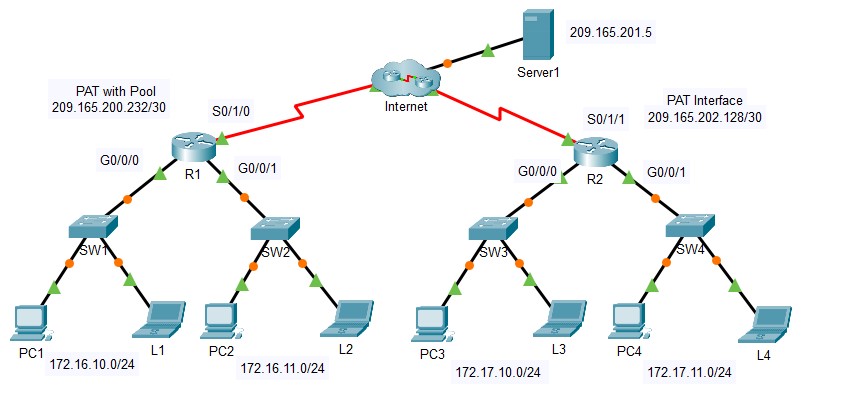 209.165.201.5
Server1
PAT with Pool
209.165.200.232/30
Internet
PAT Interface
209.165.202.128/30
S0/1/0
S0/1/1
G0/0/0
R1
G0/0/1
G0/0/0
R2
G0/0/1
SW1
SW2
SW3
SW4
PC1
L1
PC2
L2
PC3
L3
PC4
L4
172.16.10.0/24
172.16.11.0/24
172.17.10.0/24
172.17.11.0/24